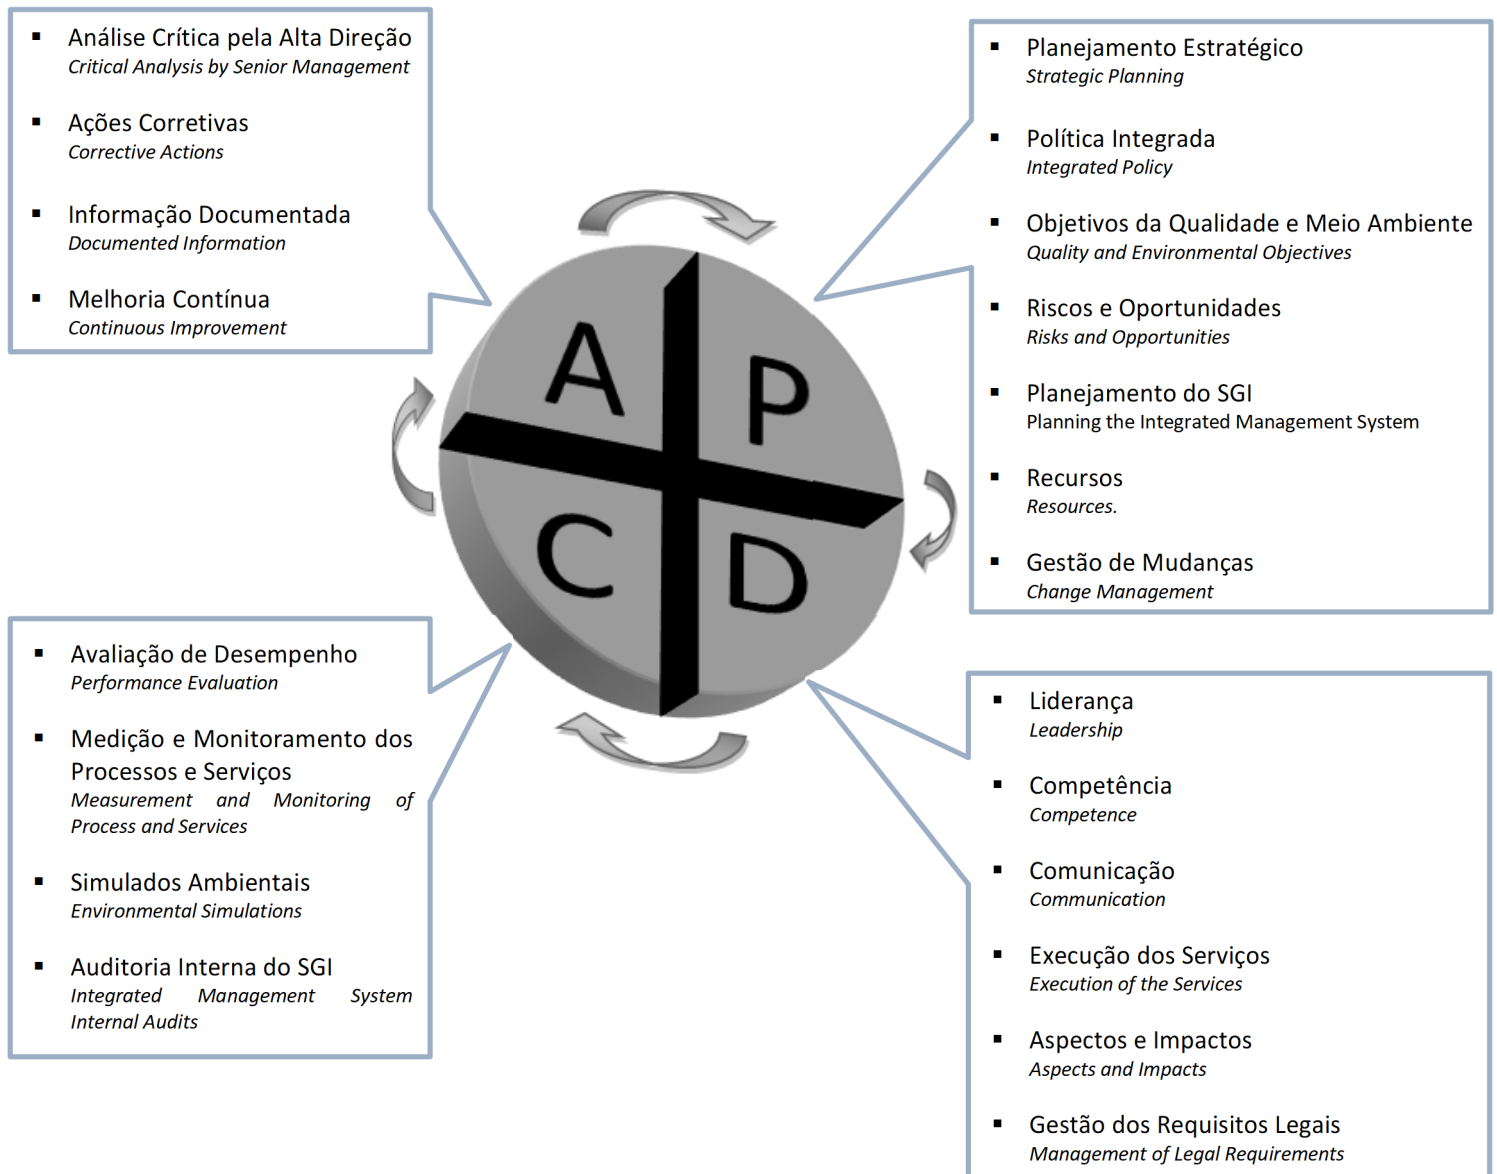 Análise Crítica pela Alta Direção
Critical Analysis by Senior Management
Ações Corretivas
Corrective Actions
Informação Documentada
Documented Information
Melhoria Contínua
Continuous Improvement
Planejamento Estratégico
Strategic Planning
Política Integrada
Integrated Policy
Objetivos da Qualidade e Meio Ambiente
Quality and Environmental Objectives
Riscos e Oportunidades
Risks and Opportunities
Planejamento do SGI
Planning the Integrated Management System
Recursos
Resources.
Gestão de Mudanças
Change Management
A
P
C
D
Avaliação de Desempenho
Performance Evaluation
Medição e Monitoramento dos
Processos e Serviços
Measurement and Monitoring of
Process and Services
Simulados Ambientais
Environmental Simulations
Auditoria Interna do SGI
Integrated Management System
Internal Audits
Liderança
Leadership
Competência
Competence
Comunicação
Communication
Execução dos Serviços
Execution of the Services
Aspectos e Impactos
Aspects and Impacts
Gestão dos Requisitos Legais
Management of Legal Requirements